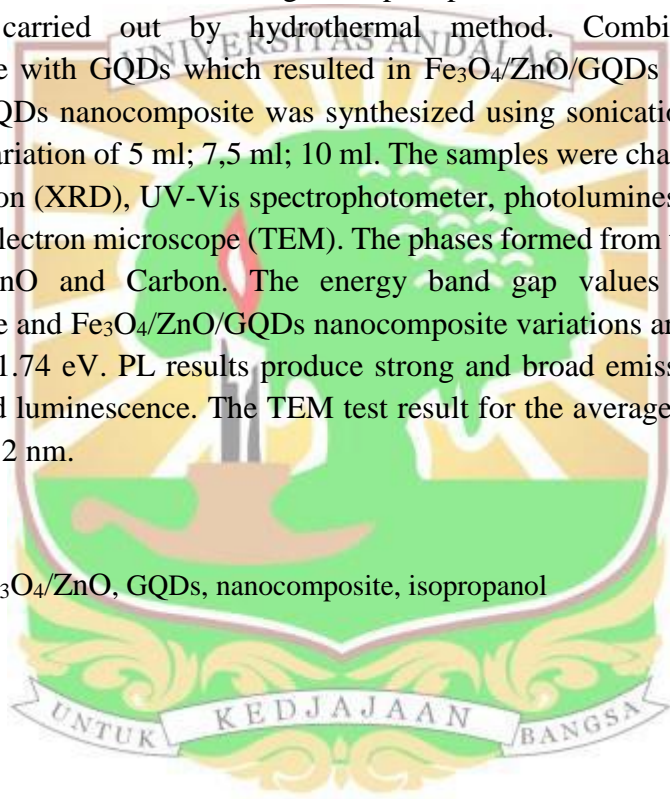 carried out by hydrothermal method. Combi
UNIVERSITAS ANDALAS
e with GQDs which resulted in Fe₃O₄/ZnO/GQDs
QDs nanocomposite was synthesized using sonicatio
ariation of 5 ml; 7,5 ml; 10 ml. The samples were cha
on (XRD), UV-Vis spectrophotometer, photolumines
electron microscope (TEM). The phases formed from
nO and Carbon. The energy band gap values
e and Fe₃O₄/ZnO/GQDs nanocomposite variations a
1.74 eV. PL results produce strong and broad emiss
d luminescence. The TEM test result for the average
2 nm.
₃O₄/ZnO, GQDs, nanocomposite, isopropanol
UNTUK KEDJAJAAN BANGSA